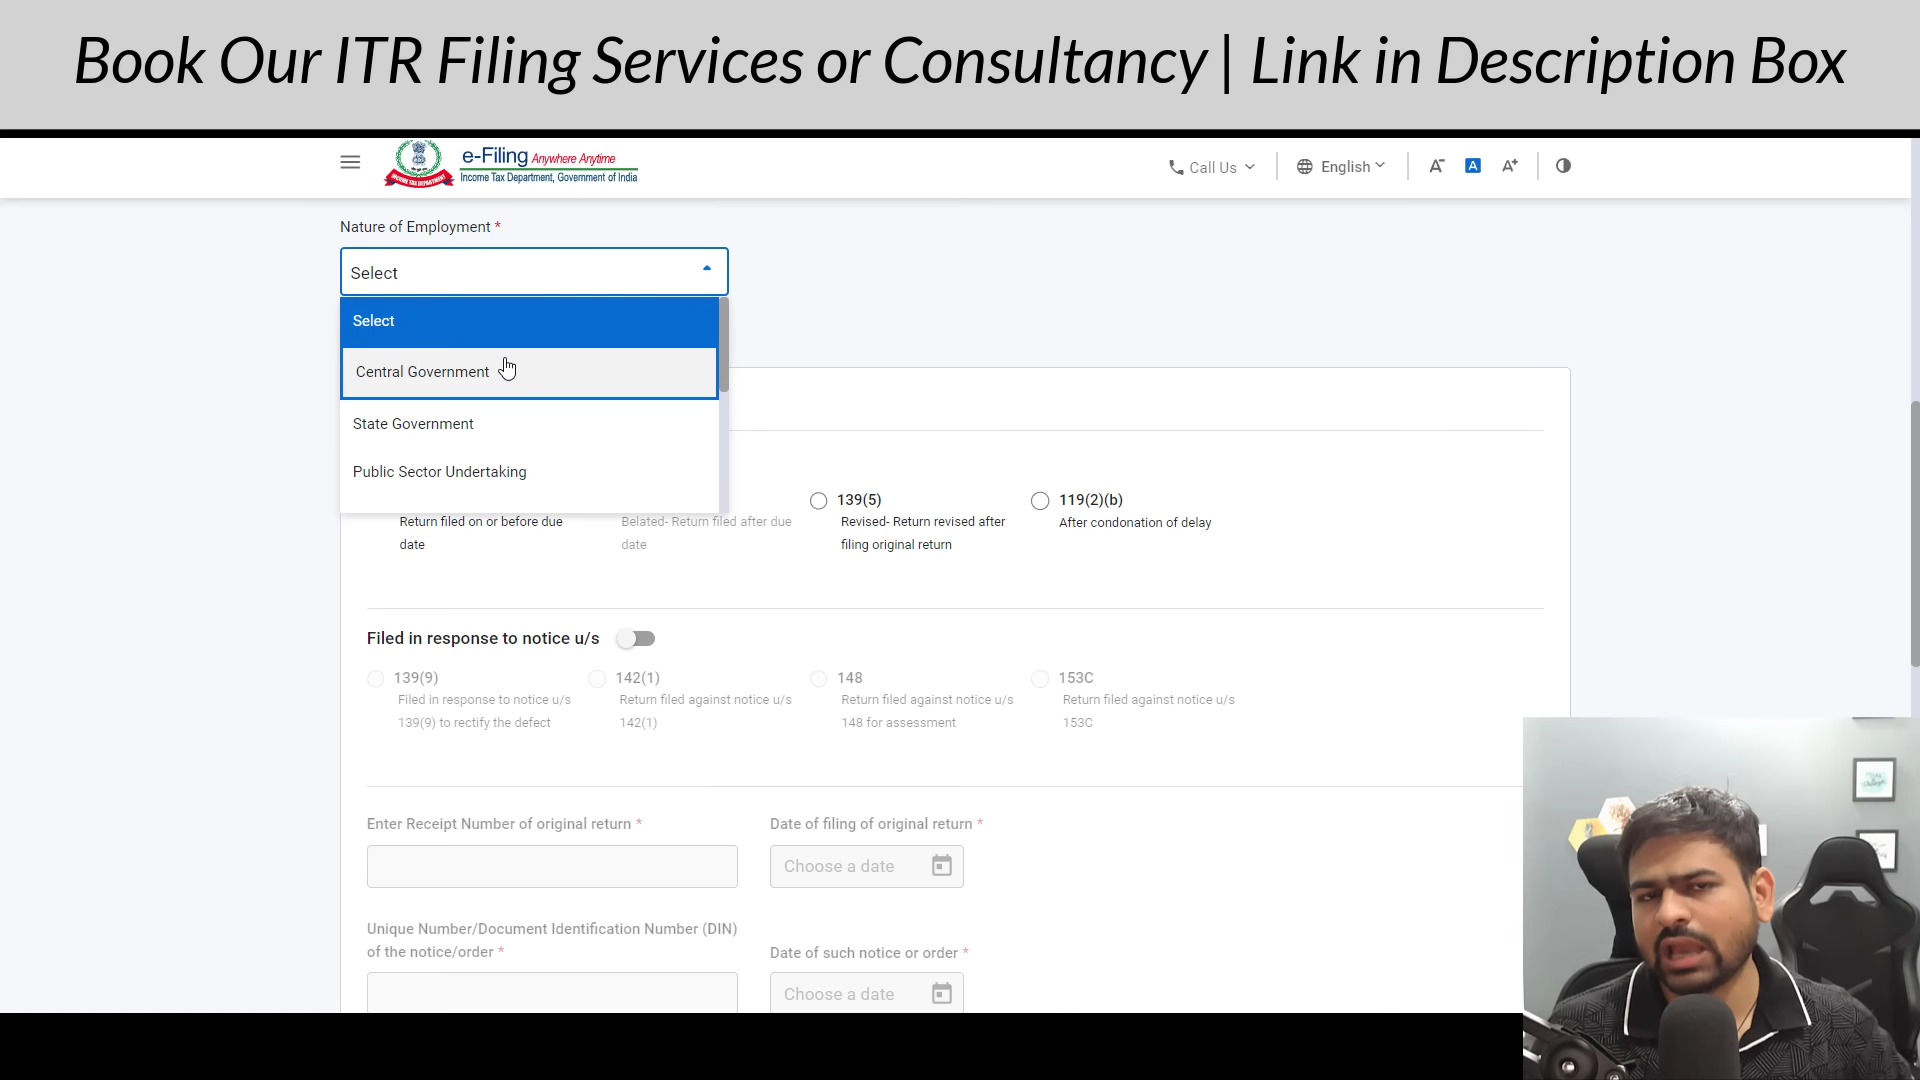 Book Our ITR Filing Services or Consultancy | Link in Description Box
e-Filing Anywhere Anytime
Income Tax Department, Government of India
INCOME TAX DEPARTMENT
Call Us
English
A-
A
A+
Nature of Employment *
Select
Select
Central Government
State Government
Public Sector Undertaking
Return filed on or before due
date
Belated- Return filed after due
date
139(5)
Revised- Return revised after
filing original return
119(2)(b)
After condonation of delay
Filed in response to notice u/s
139(9)
Filed in response to notice u/s
139(9) to rectify the defect
142(1)
Return filed against notice u/s
142(1)
148
Return filed against notice u/s
148 for assessment
153C
Return filed against notice u/s
153C
Enter Receipt Number of original return *
Date of filing of original return *
Choose a date
Unique Number/Document Identification Number (DIN)
of the notice/order *
Date of such notice or order *
Choose a date